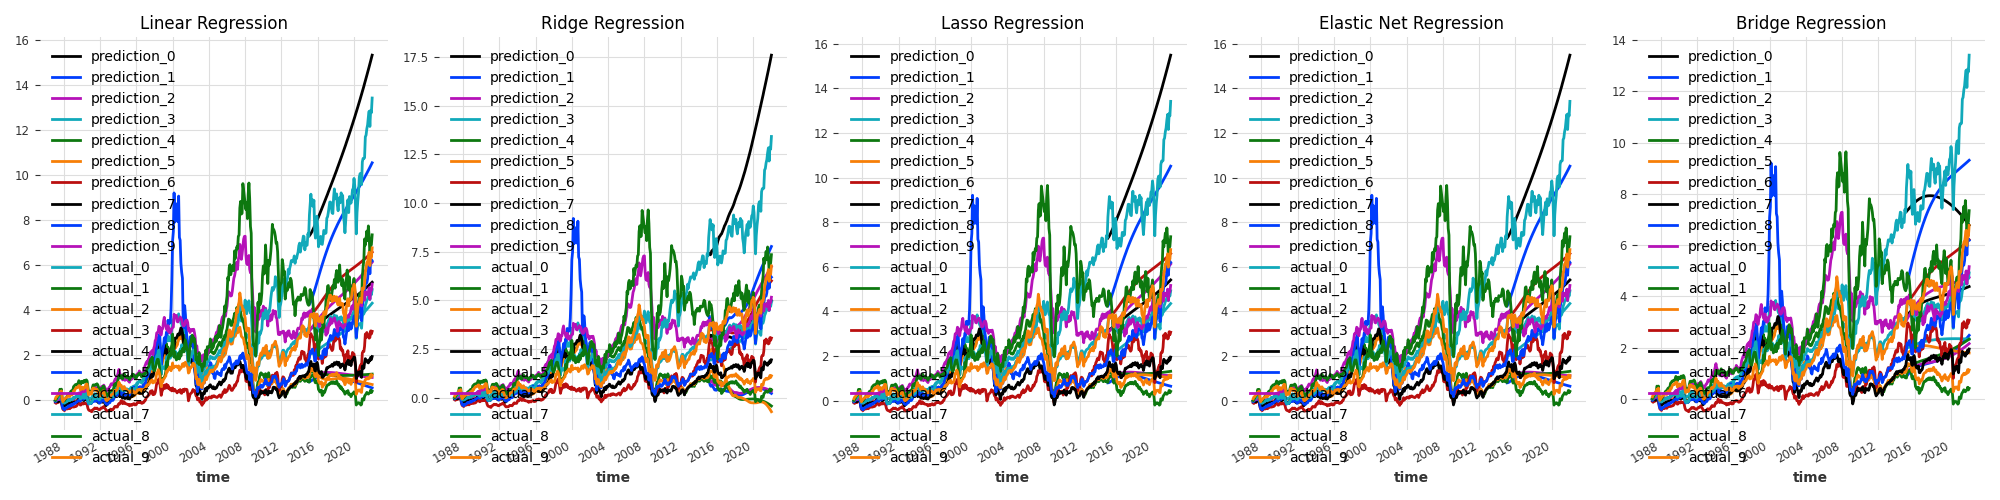 Linear Regression
16
14
12
10
8
6
4
2
0
prediction_0
prediction_1
prediction_2
prediction_3
prediction_4
prediction_5
prediction_6
prediction_7
prediction_8
prediction_9
actual_0
actual_1
actual_2
actual_3
actual_4
actual_5
actual_6
actual_7
actual_8
actual_9
1988 1992 1996 2000 2004 2008 2012 2016 2020
time
Ridge Regression
17.5
15.0
12.5
10.0
7.5
5.0
2.5
0.0
prediction_0
prediction_1
prediction_2
prediction_3
prediction_4
prediction_5
prediction_6
prediction_7
prediction_8
prediction_9
actual_0
actual_1
actual_2
actual_3
actual_4
actual_5
actual_6
actual_7
actual_8
actual_9
1988 1992 1996 2000 2004 2008 2012 2016 2020
time
Lasso Regression
16
14
12
10
8
6
4
2
0
prediction_0
prediction_1
prediction_2
prediction_3
prediction_4
prediction_5
prediction_6
prediction_7
prediction_8
prediction_9
actual_0
actual_1
actual_2
actual_3
actual_4
actual_5
actual_6
actual_7
actual_8
actual_9
1988 1992 1996 2000 2004 2008 2012 2016 2020
time
Elastic Net Regression
16
14
12
10
8
6
4
2
0
prediction_0
prediction_1
prediction_2
prediction_3
prediction_4
prediction_5
prediction_6
prediction_7
prediction_8
prediction_9
actual_0
actual_1
actual_2
actual_3
actual_4
actual_5
actual_6
actual_7
actual_8
actual_9
1988 1992 1996 2000 2004 2008 2012 2016 2020
time
Bridge Regression
14
12
10
8
6
4
2
0
prediction_0
prediction_1
prediction_2
prediction_3
prediction_4
prediction_5
prediction_6
prediction_7
prediction_8
prediction_9
actual_0
actual_1
actual_2
actual_3
actual_4
actual_5
actual_6
actual_7
actual_8
actual_9
1988 1992 1996 2000 2004 2008 2012 2016 2020
time